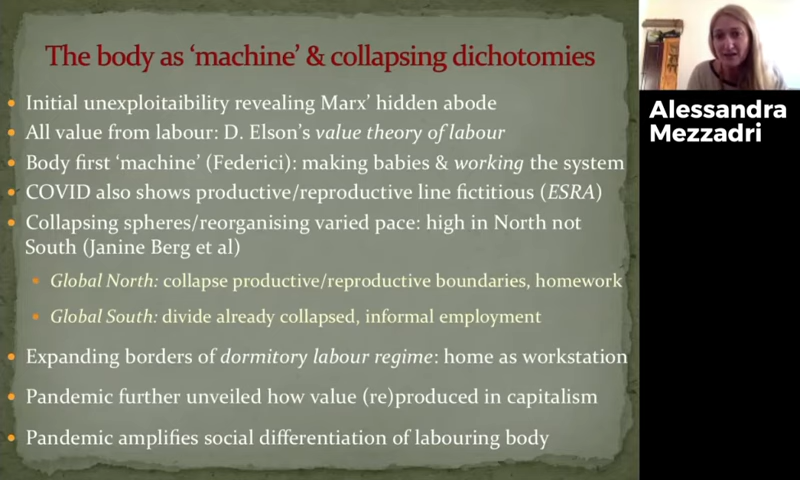 The body as 'machine' & collapsing dichotomies
• Initial unexploitaibility revealing Marx' hidden abode
• All value from labour: D. Elson's value theory of labour
• Body first 'machine' (Federici): making babies & working the system
• COVID also shows productive/reproductive line fictitious (ESRA)
• Collapsing spheres/reorganising varied pace: high in North not
South (Janine Berg et al)
• Global North: collapse productive/reproductive boundaries, homework
• Global South: divide already collapsed, informal employment
• Expanding borders of dormitory labour regime: home as workstation
• Pandemic further unveiled how value (re)produced in capitalism
• Pandemic amplifies social differentiation of labouring body
Alessandra
Mezzadri